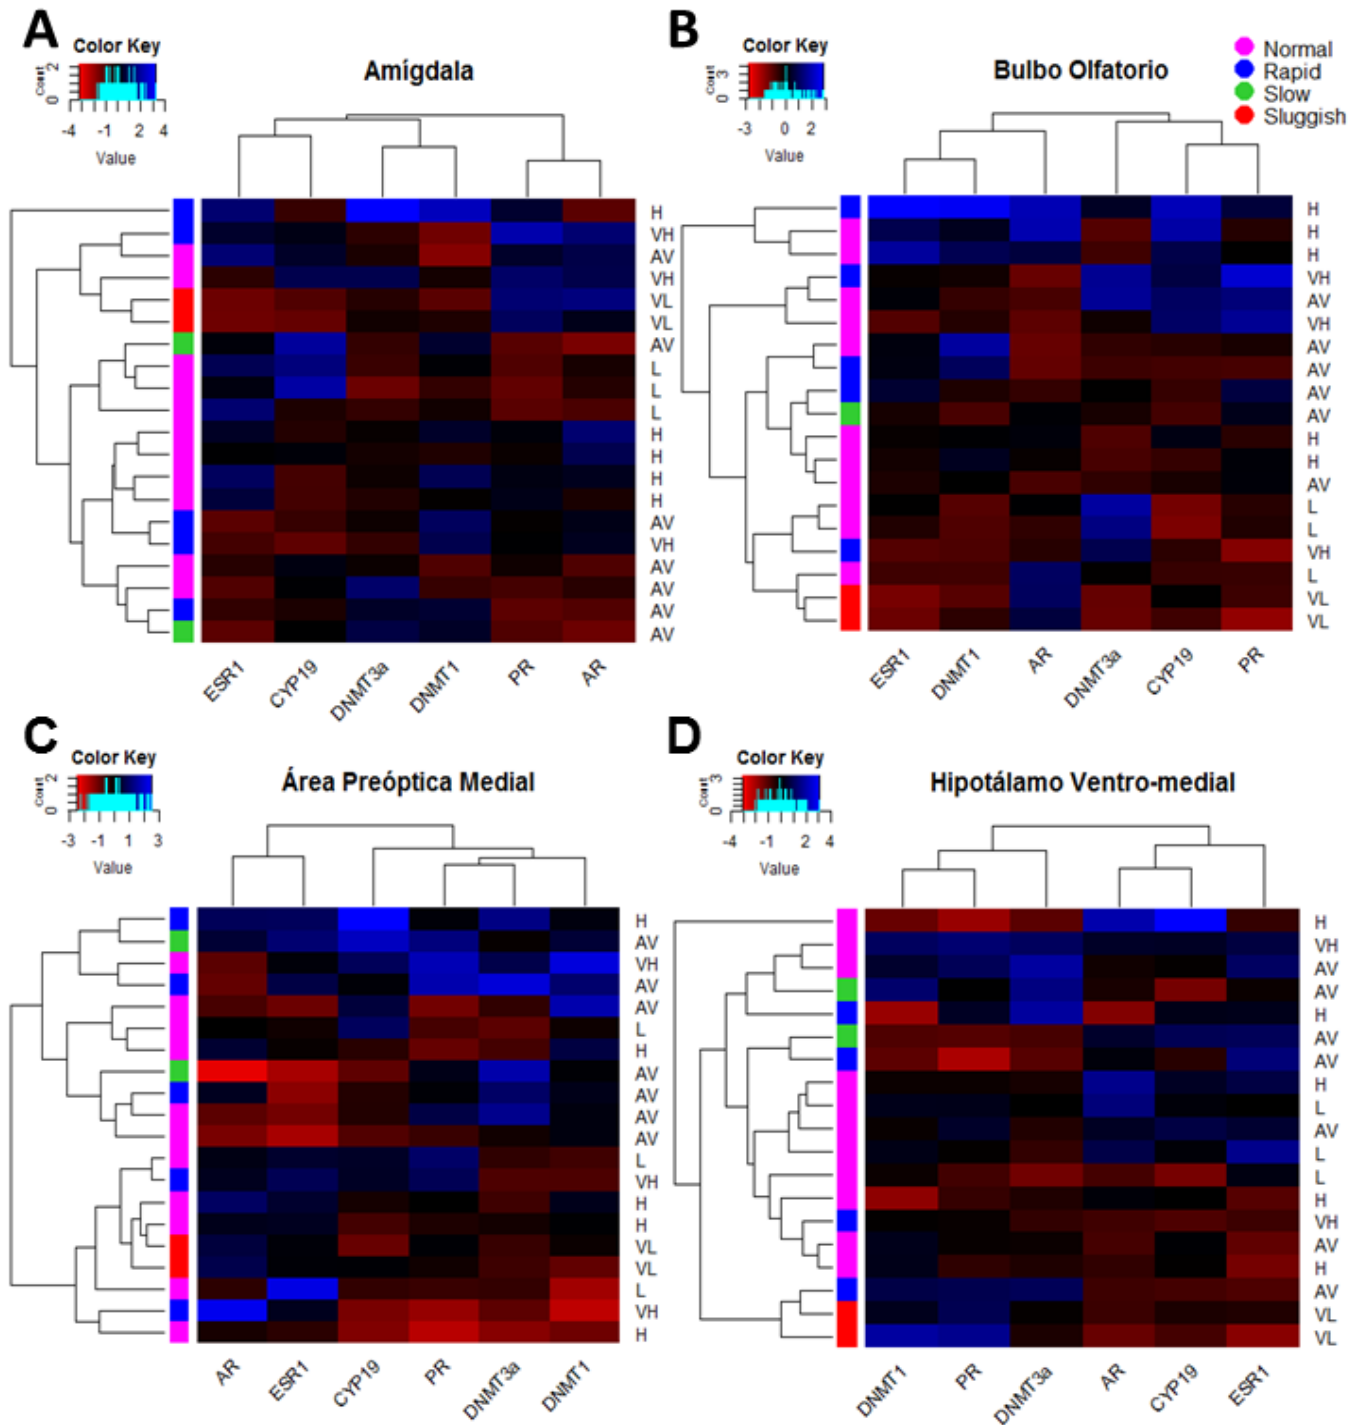 A
Color Key
Count
0 2
-4 -1 2 4
Value
Amígdala
H
VH
AV
VH
VL
VL
AV
L
L
L
H
H
H
H
AV
VH
AV
AV
AV
AV
ESR1 CYP19 DNMT3a DNMT1 PR AR
B
Color Key
Count
0 3
-3 0 2
Value
Bulbo Olfatorio
Normal
Rapid
Slow
Sluggish
H
H
H
VH
AV
VH
AV
AV
AV
AV
H
H
AV
L
L
VH
L
VL
VL
ESR1 DNMT1 AR DNMT3a CYP19 PR
C
Color Key
Count
0 2
-3 -1 1 3
Value
Área Preóptica Medial
H
AV
VH
AV
AV
L
H
AV
AV
AV
AV
L
VH
H
H
VL
VL
L
VH
H
AR ESR1 CYP19 PR DNMT3a DNMT1
D
Color Key
Count
0 3
-4 -1 2 4
Value
Hipotálamo Ventro-medial
H
VH
AV
AV
H
AV
AV
H
L
AV
L
L
H
VH
AV
H
AV
VL
VL
DNMT1 PR DNMT3a AR CYP19 ESR1